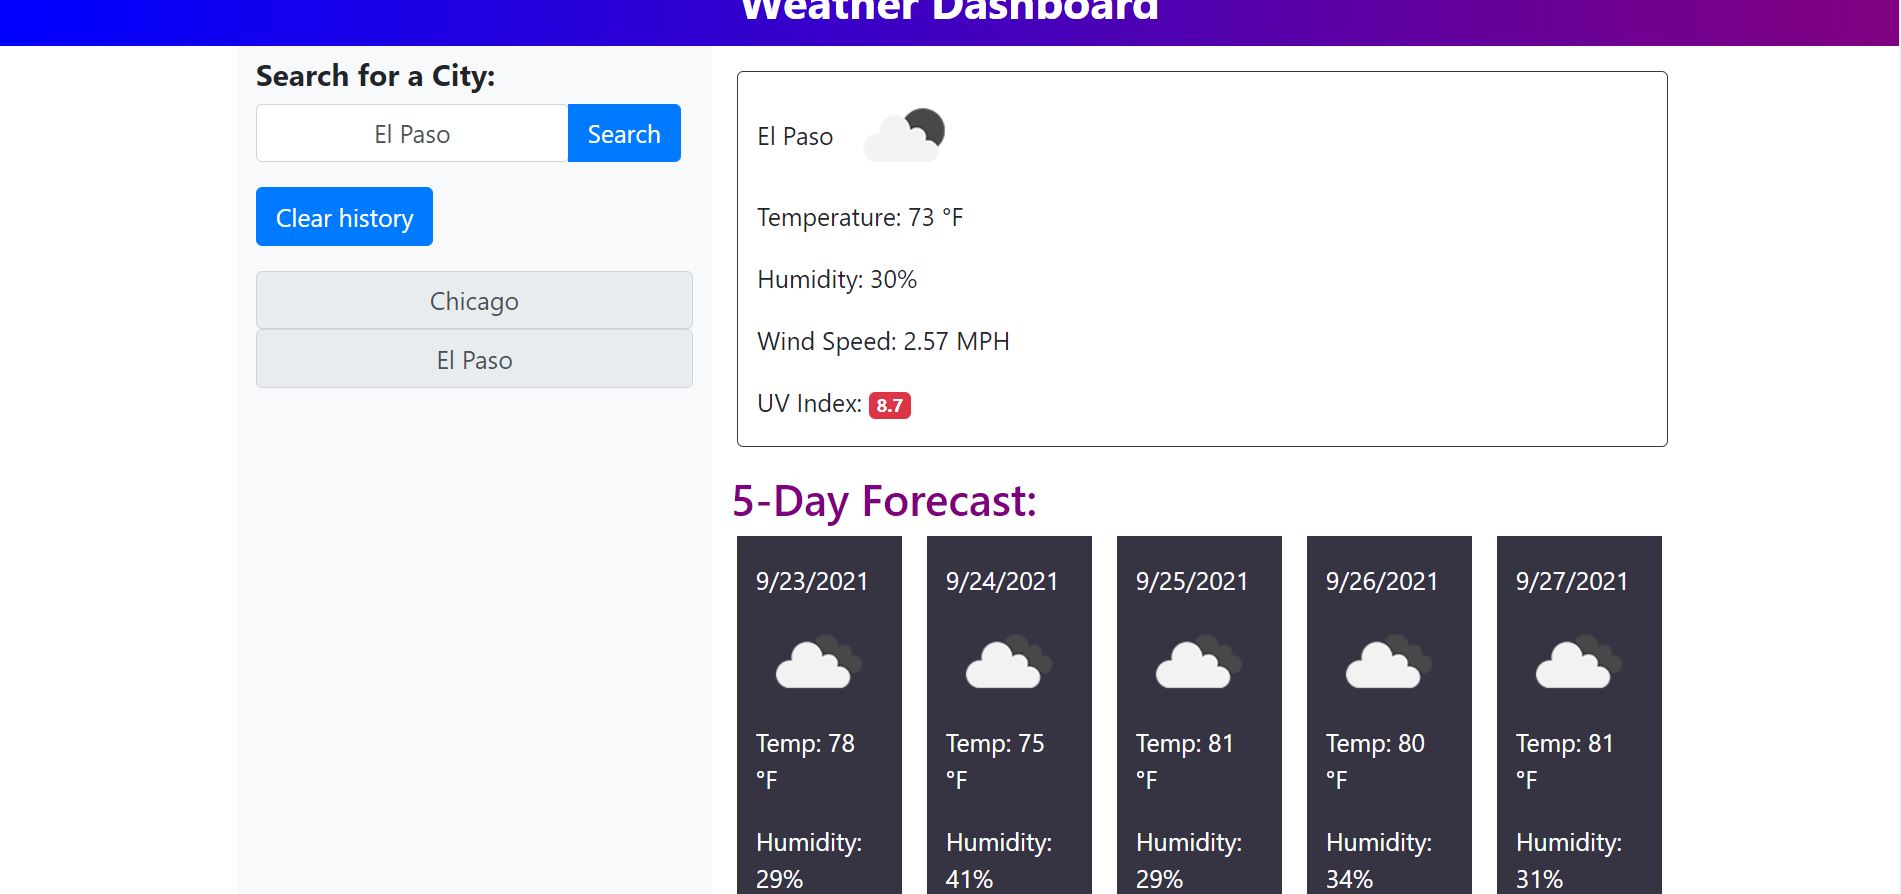 Weather Dashboard
Search for a City:
El Paso
Search
Clear history
Chicago
El Paso
El Paso
Temperature: 73 °F
Humidity: 30%
Wind Speed: 2.57 MPH
UV Index: 8.7
5-Day Forecast:
9/23/2021
Temp: 78
°F
Humidity:
29%
9/24/2021
Temp: 75
°F
Humidity:
41%
9/25/2021
Temp: 81
°F
Humidity:
29%
9/26/2021
Temp: 80
°F
Humidity:
34%
9/27/2021
Temp: 81
°F
Humidity:
31%